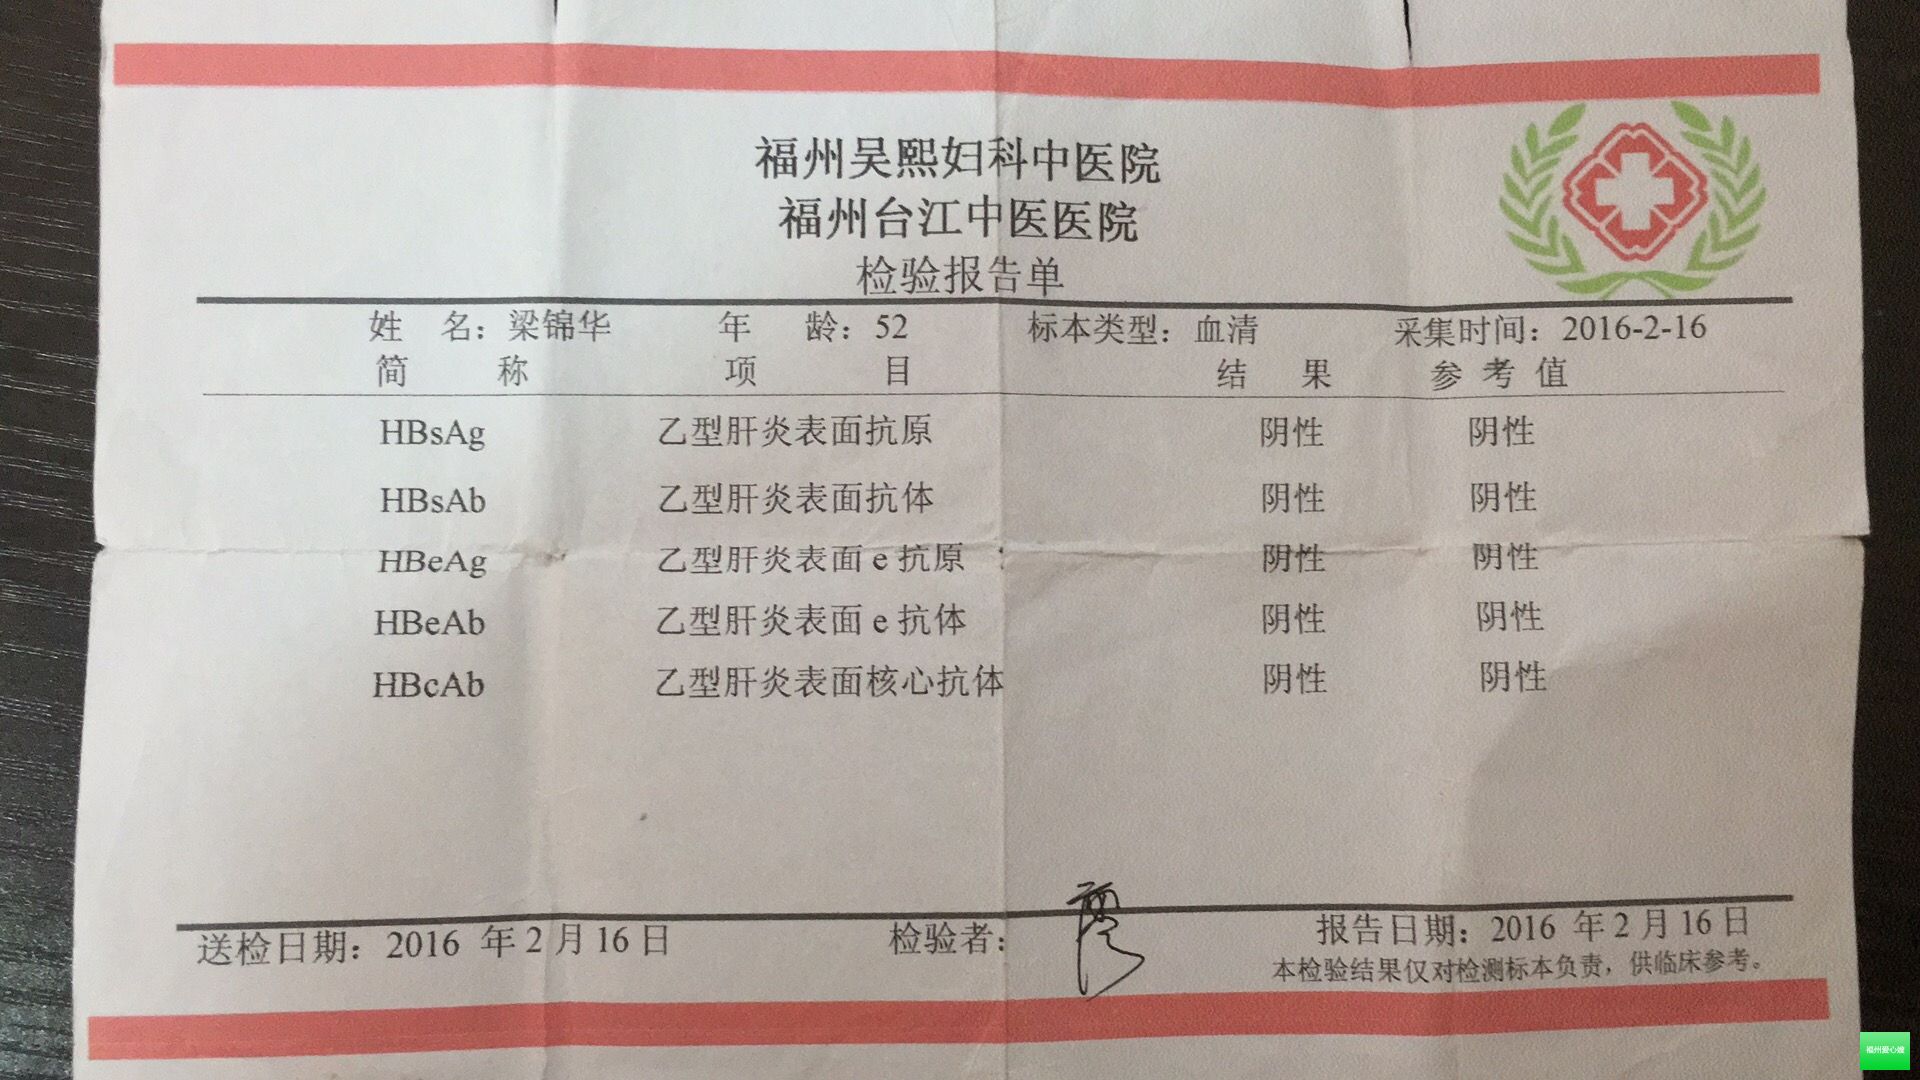 福州吴熙妇科中医院
福州台江中医医院
检验报告单
姓 名：梁锦华 年 龄：52 标本类型：血清 采集时间：2016-2-16
简 称 项 目 结 果 参 考 值
HBsAg 乙型肝炎表面抗原 阴性 阴性
HBsAb 乙型肝炎表面抗体 阴性 阴性
HBeAg 乙型肝炎表面 e 抗原 阴性 阴性
HBeAb 乙型肝炎表面 e 抗体 阴性 阴性
HBcAb 乙型肝炎表面核心抗体 阴性 阴性
送检日期：2016 年 2 月 16 日 检验者： 报告日期：2016 年 2 月 16 日
本检验结果仅对检测标本负责，供临床参考。
福州爱心嫂